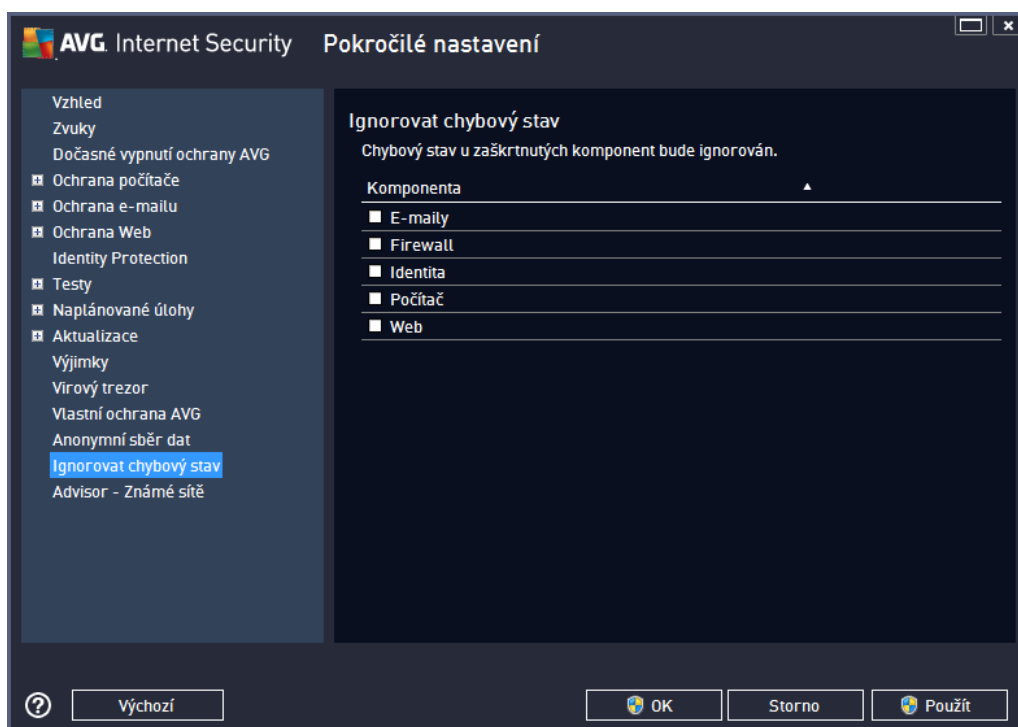 AVG. Internet Security Pokročilé nastavení
Vzhled
Zvuky
Dočasné vypnutí ochrany AVG
Ochrana počítače
Ochrana e-mailu
Ochrana Web
Identity Protection
Testy
Naplánované úlohy
Aktualizace
Výjimky
Virový trezor
Vlastní ochrana AVG
Anonymní sběr dat
Ignorovat chybový stav
Advisor - Známé sítě
Ignorovat chybový stav
Chybový stav u zaškrtnutých komponent bude ignorován.
Komponenta
E-maily
Firewall
Identita
Počítač
Web
Výchozí
OK
Storno
Použít